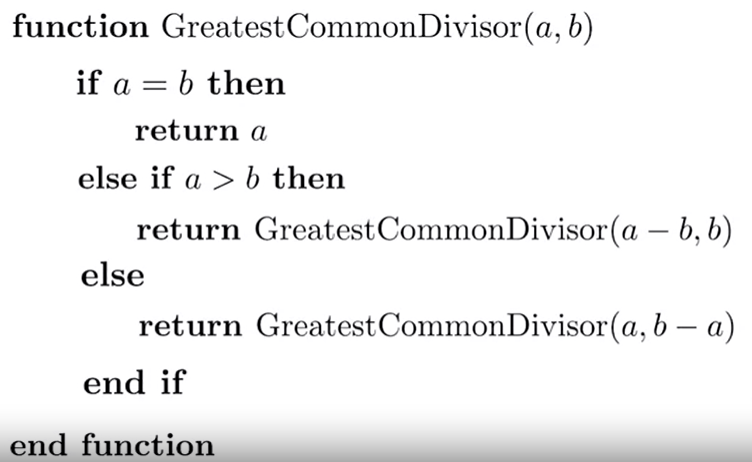 function GreatestCommonDivisor(a, b)
if a = b then
return a
else if a > b then
return GreatestCommonDivisor(a − b, b)
else
return GreatestCommonDivisor(a, b − a)
end if
end function